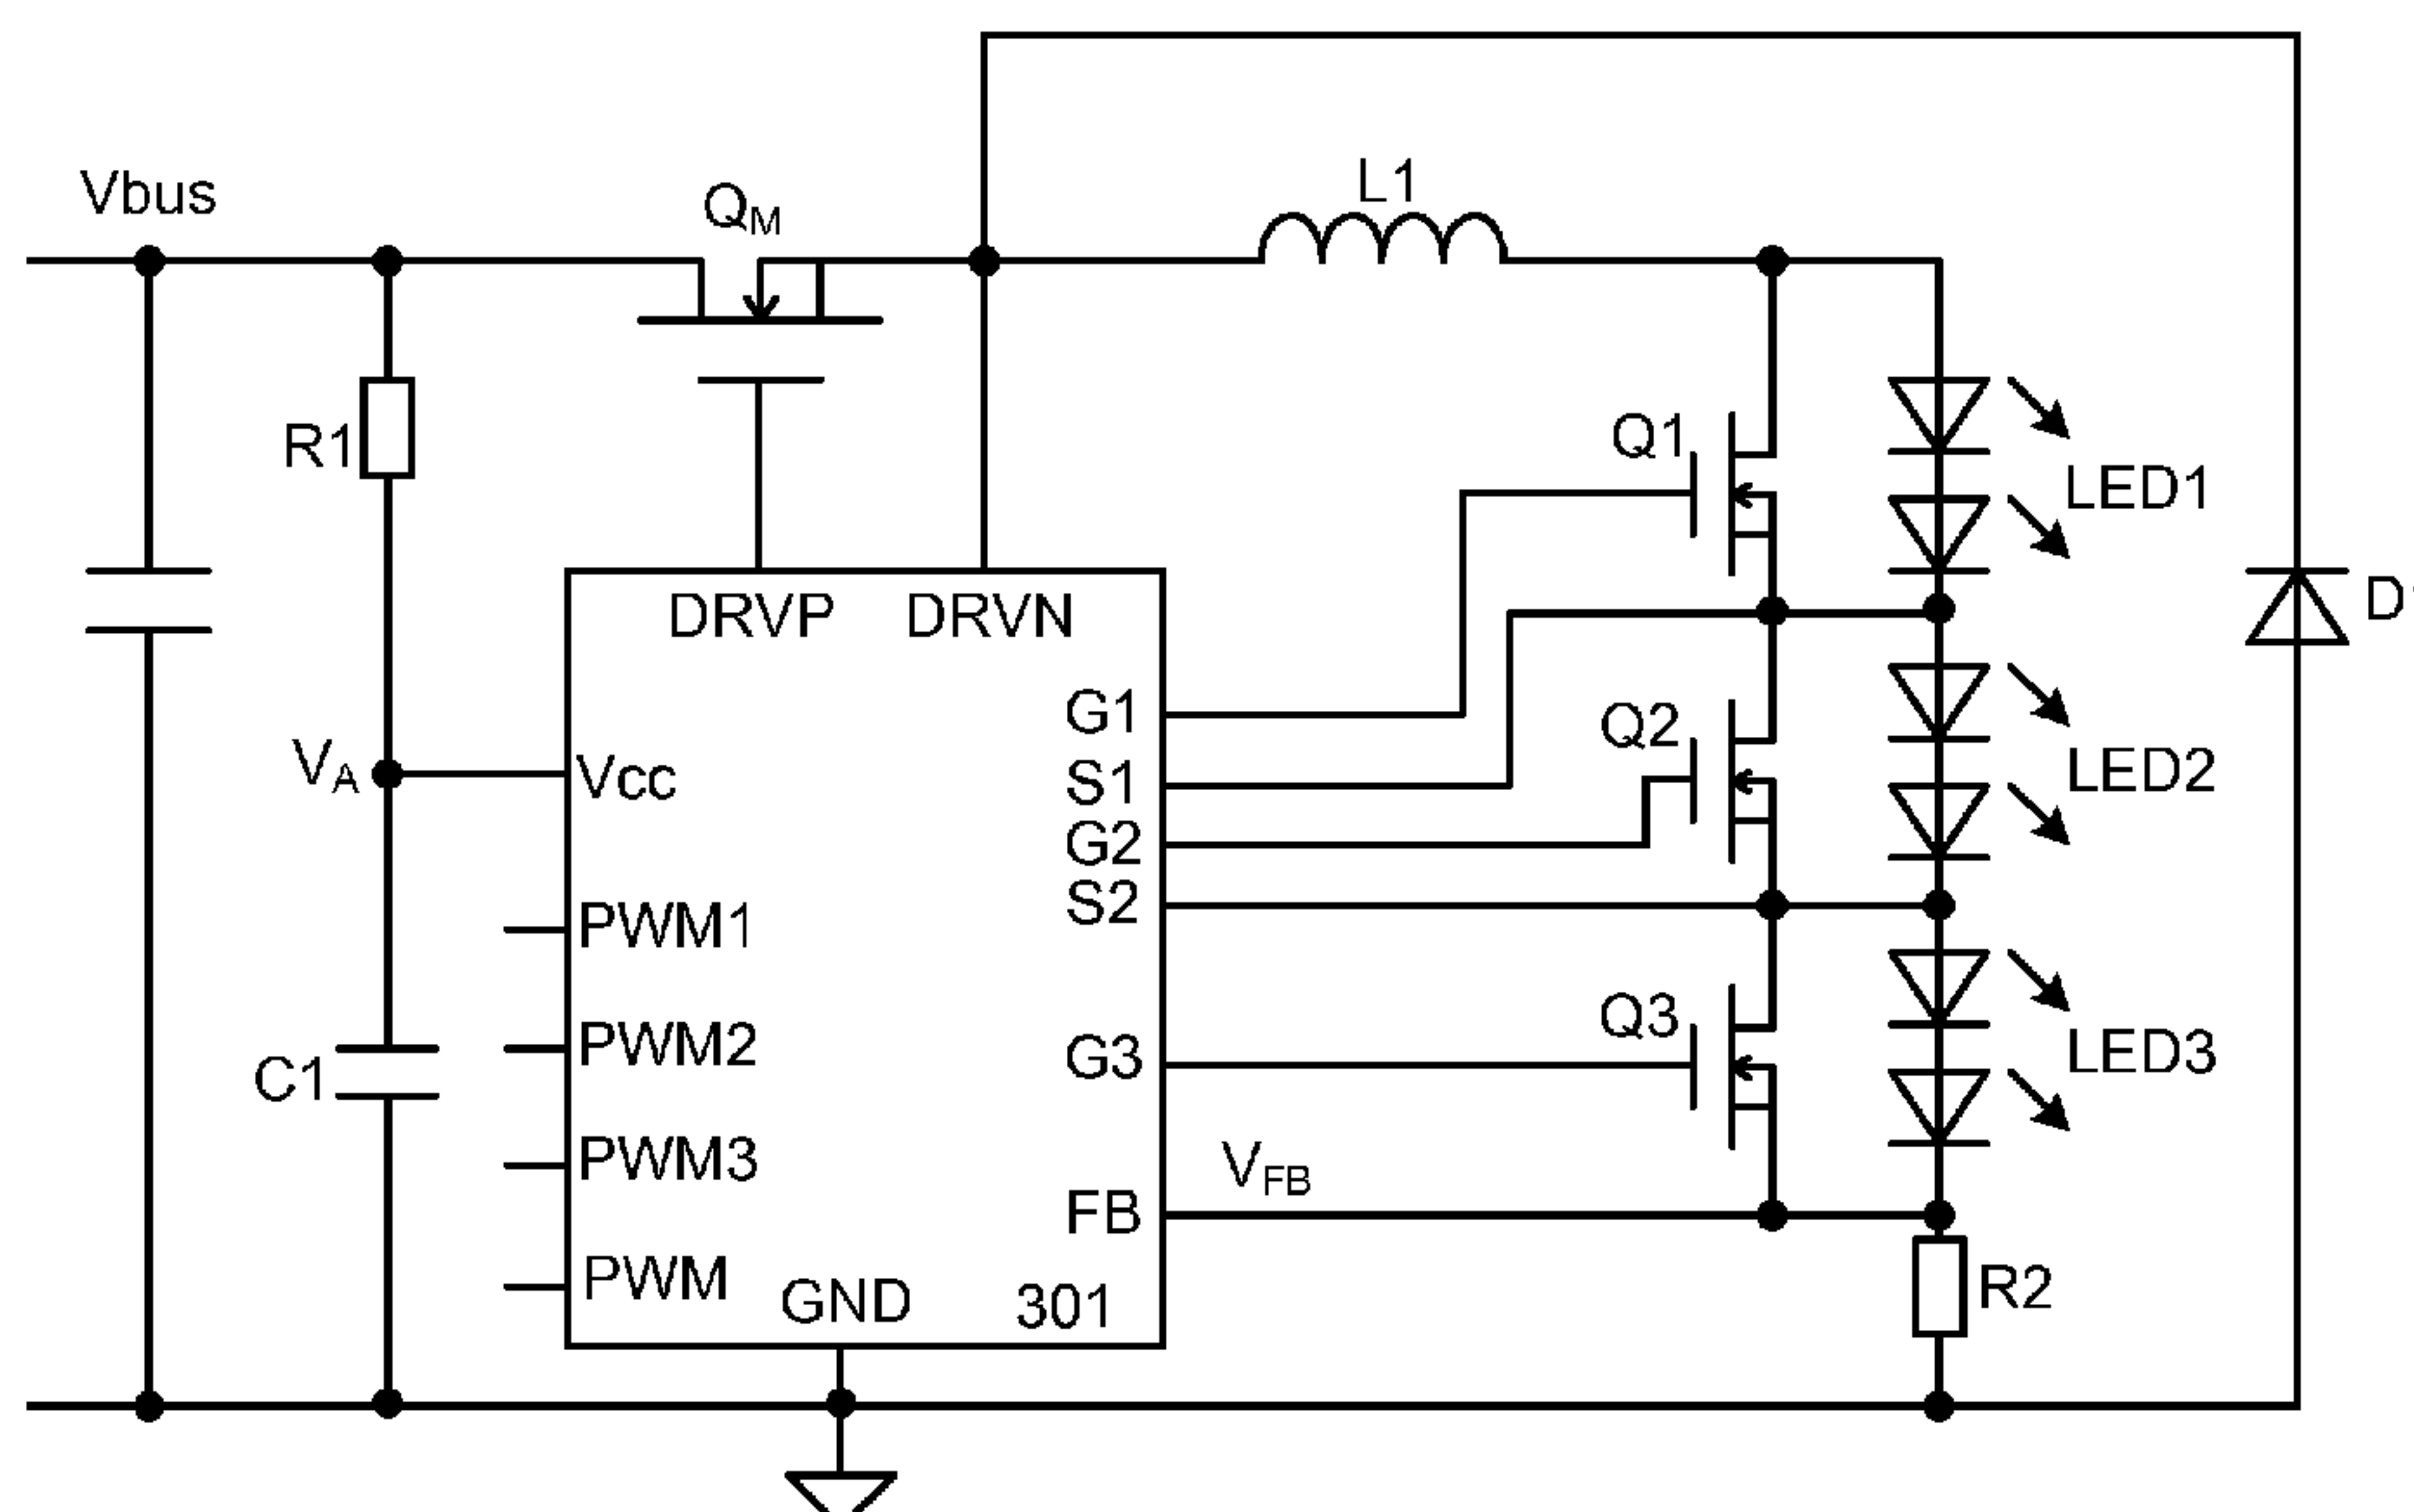 Vbus
QM
L1
R1
Q1
LED1
DRVP DRVN
D1
G1
Q2
VA
Vcc
S1
LED2
G2
S2
PWM1
Q3
PWM2
G3
LED3
C1
PWM3
VFB
FB
PWM
GND
301
R2